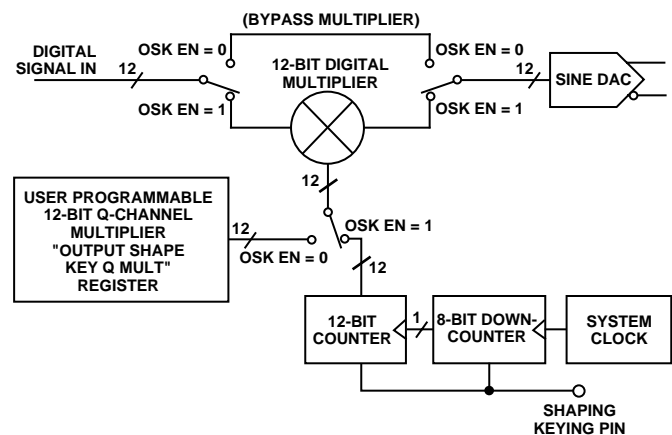 (BYPASS MULTIPLIER)
DIGITAL
SIGNAL IN
12
OSK EN = 0
OSK EN = 1
12-BIT DIGITAL
MULTIPLIER
OSK EN = 0
OSK EN = 1
12
SINE DAC
12
USER PROGRAMMABLE
12-BIT Q-CHANNEL
MULTIPLIER
"OUTPUT SHAPE
KEY Q MULT"
REGISTER
12
OSK EN = 0
OSK EN = 1
12
12-BIT
COUNTER
1
8-BIT DOWN-
COUNTER
SYSTEM
CLOCK
SHAPING
KEYING PIN